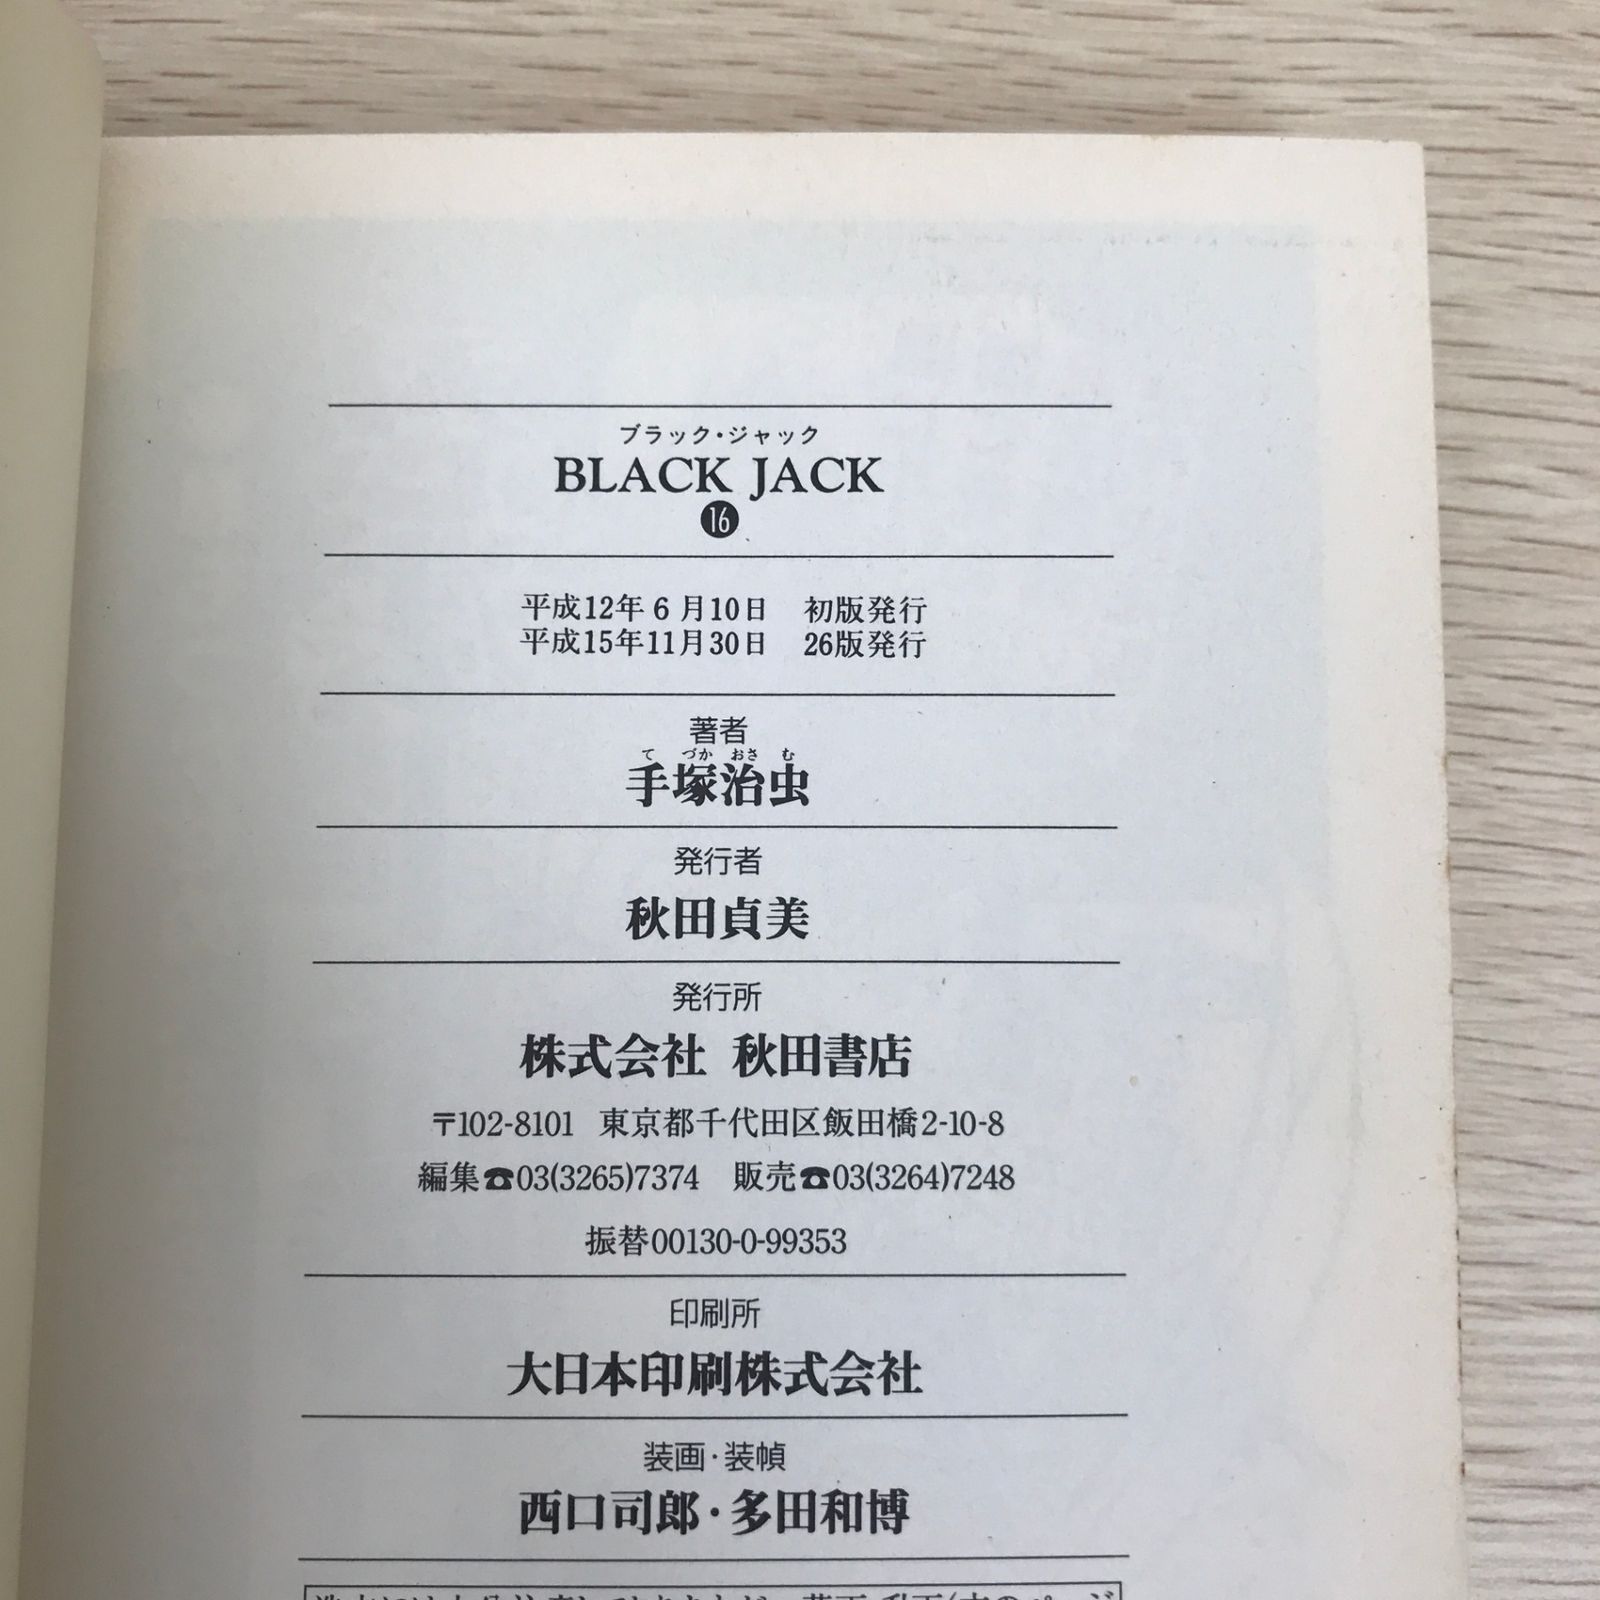 ブラック・ジャック
BLACK JACK
⓰
平成12年6月10日 初版発行
平成15年11月30日 26版発行
著者
てづかおさむ
手塚治虫
発行者
秋田貞美
発行所
株式会社 秋田書店
〒102-8101 東京都千代田区飯田橋2-10-8
編集☎03(3265)7374 販売☎03(3264)7248
振替00130-0-99353
印刷所
大日本印刷株式会社
装画・装幀
西口司郎・多田和博